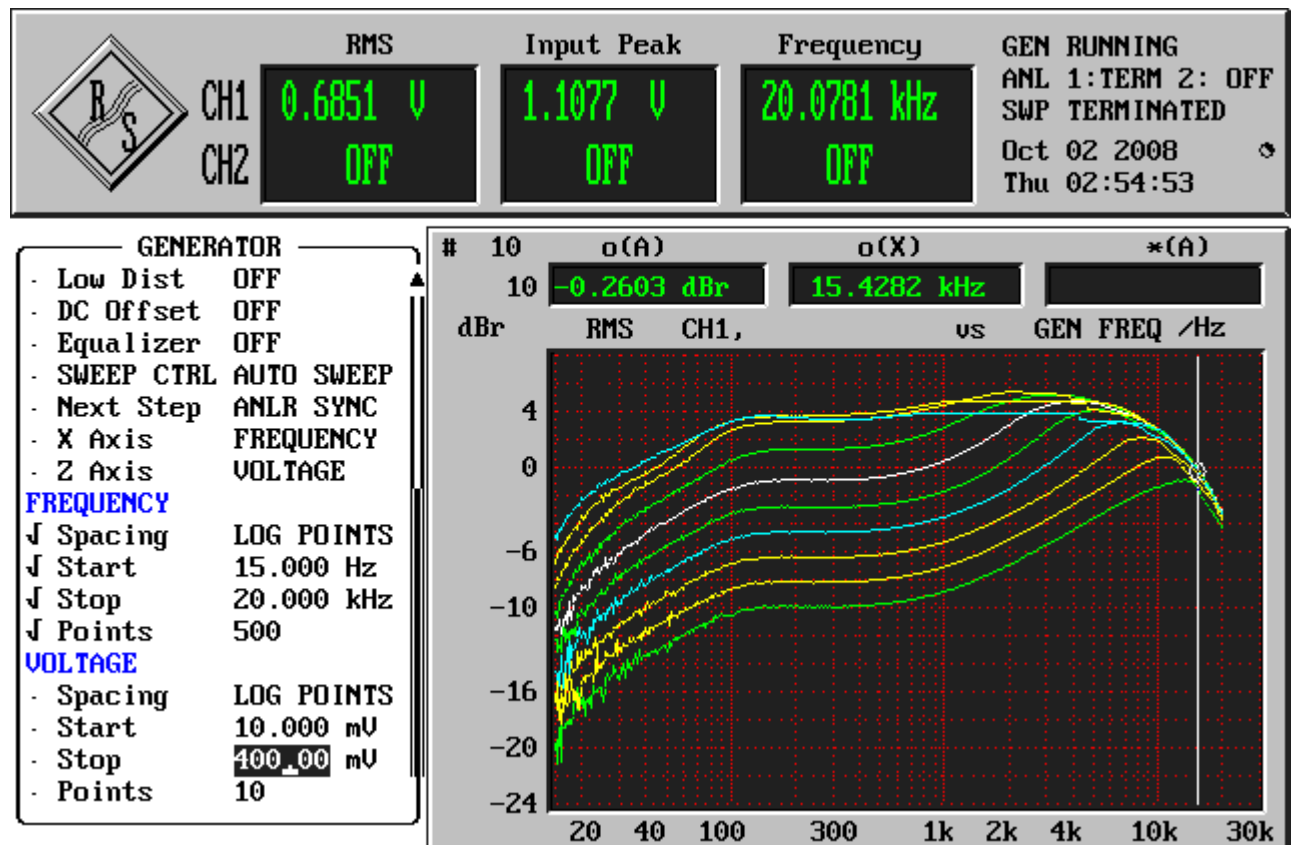 RMS Input Peak Frequency
R S
CH1 0.6851 V 1.1077 V 20.0781 kHz
CH2 OFF OFF OFF
GEN RUNNING
ANL 1:TERM 2: OFF
SWP TERMINATED
Oct 02 2008
Thu 02:54:53
GENERATOR
Low Dist OFF
DC Offset OFF
Equalizer OFF
SWEEP CTRL AUTO SWEEP
Next Step ANLR SYNC
X Axis FREQUENCY
Z Axis VOLTAGE
FREQUENCY
√ Spacing LOG POINTS
√ Start 15.000 Hz
√ Stop 20.000 kHz
√ Points 500
VOLTAGE
Spacing LOG POINTS
Start 10.000 mV
Stop 400.00 mV
Points 10
# 10 o(A) o(X) *(A)
10 -0.2603 dBr 15.4282 kHz
dBr RMS CH1, vs GEN FREQ /Hz
4
0
-6
-10
-16
-20
-24
20 40 100 300 1k 2k 4k 10k 30k